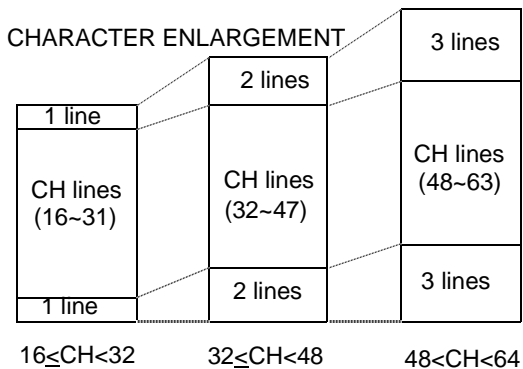 CHARACTER ENLARGEMENT
1 line
CH lines
(16~31)
1 line
16≤CH<32
2 lines
CH lines
(32~47)
2 lines
32≤CH<48
3 lines
CH lines
(48~63)
3 lines
48<CH<64